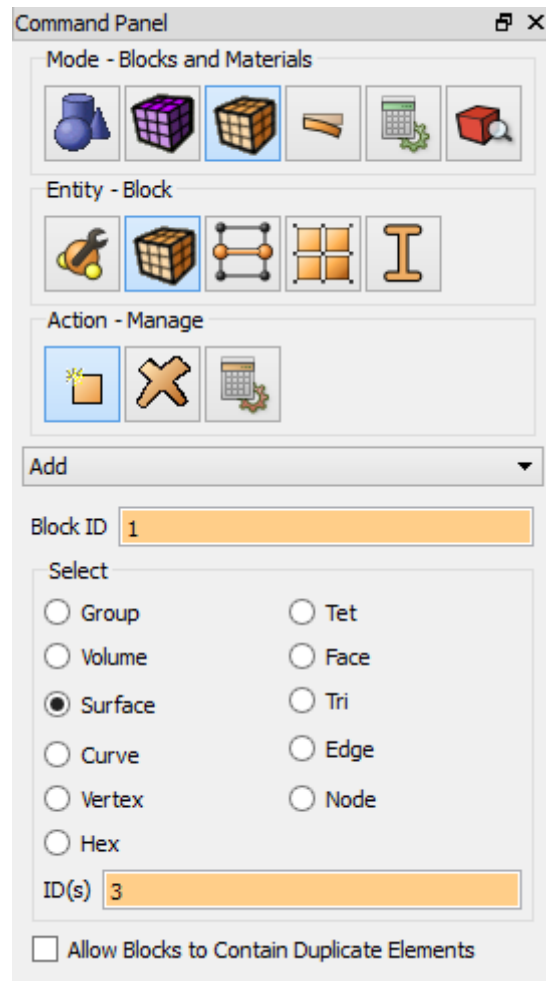 Command Panel
Mode - Blocks and Materials
Entity - Block
Action - Manage
Add
Block ID 1
Select
Group Tet
Volume Face
Surface Tri
Curve Edge
Vertex Node
Hex
ID(s) 3
Allow Blocks to Contain Duplicate Elements